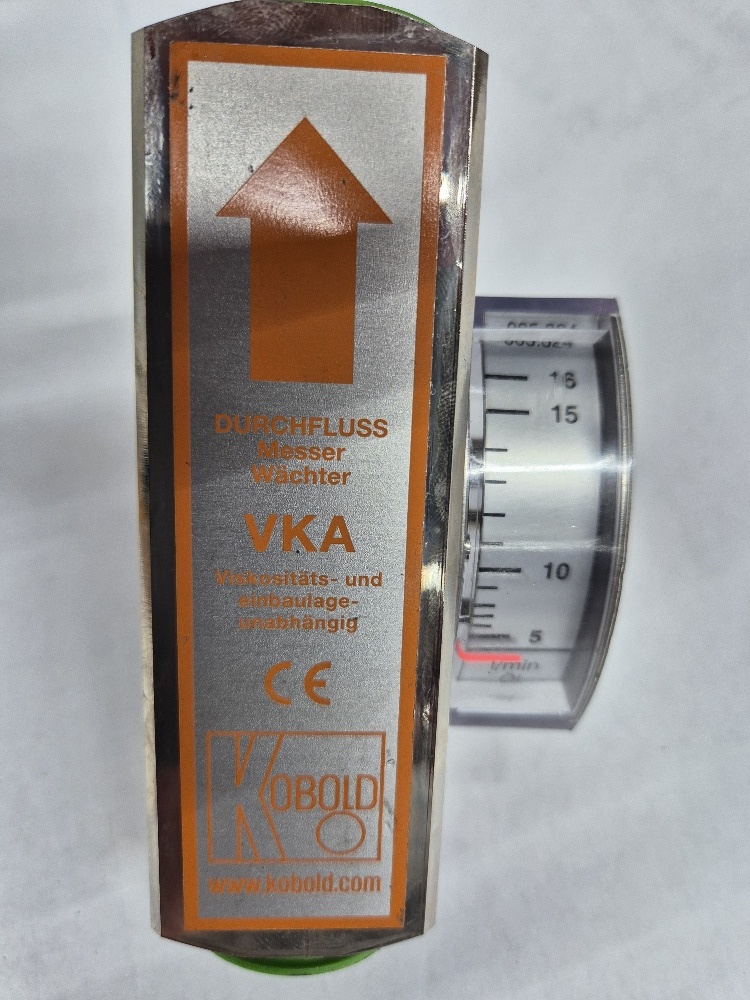 DURCHFLUSS
Messer
Wächter
VKA
Viskositäts- und
einbaulage-
unabhängig
CE
KOBOLD
www.kobold.com
16
15
10
5
l/min